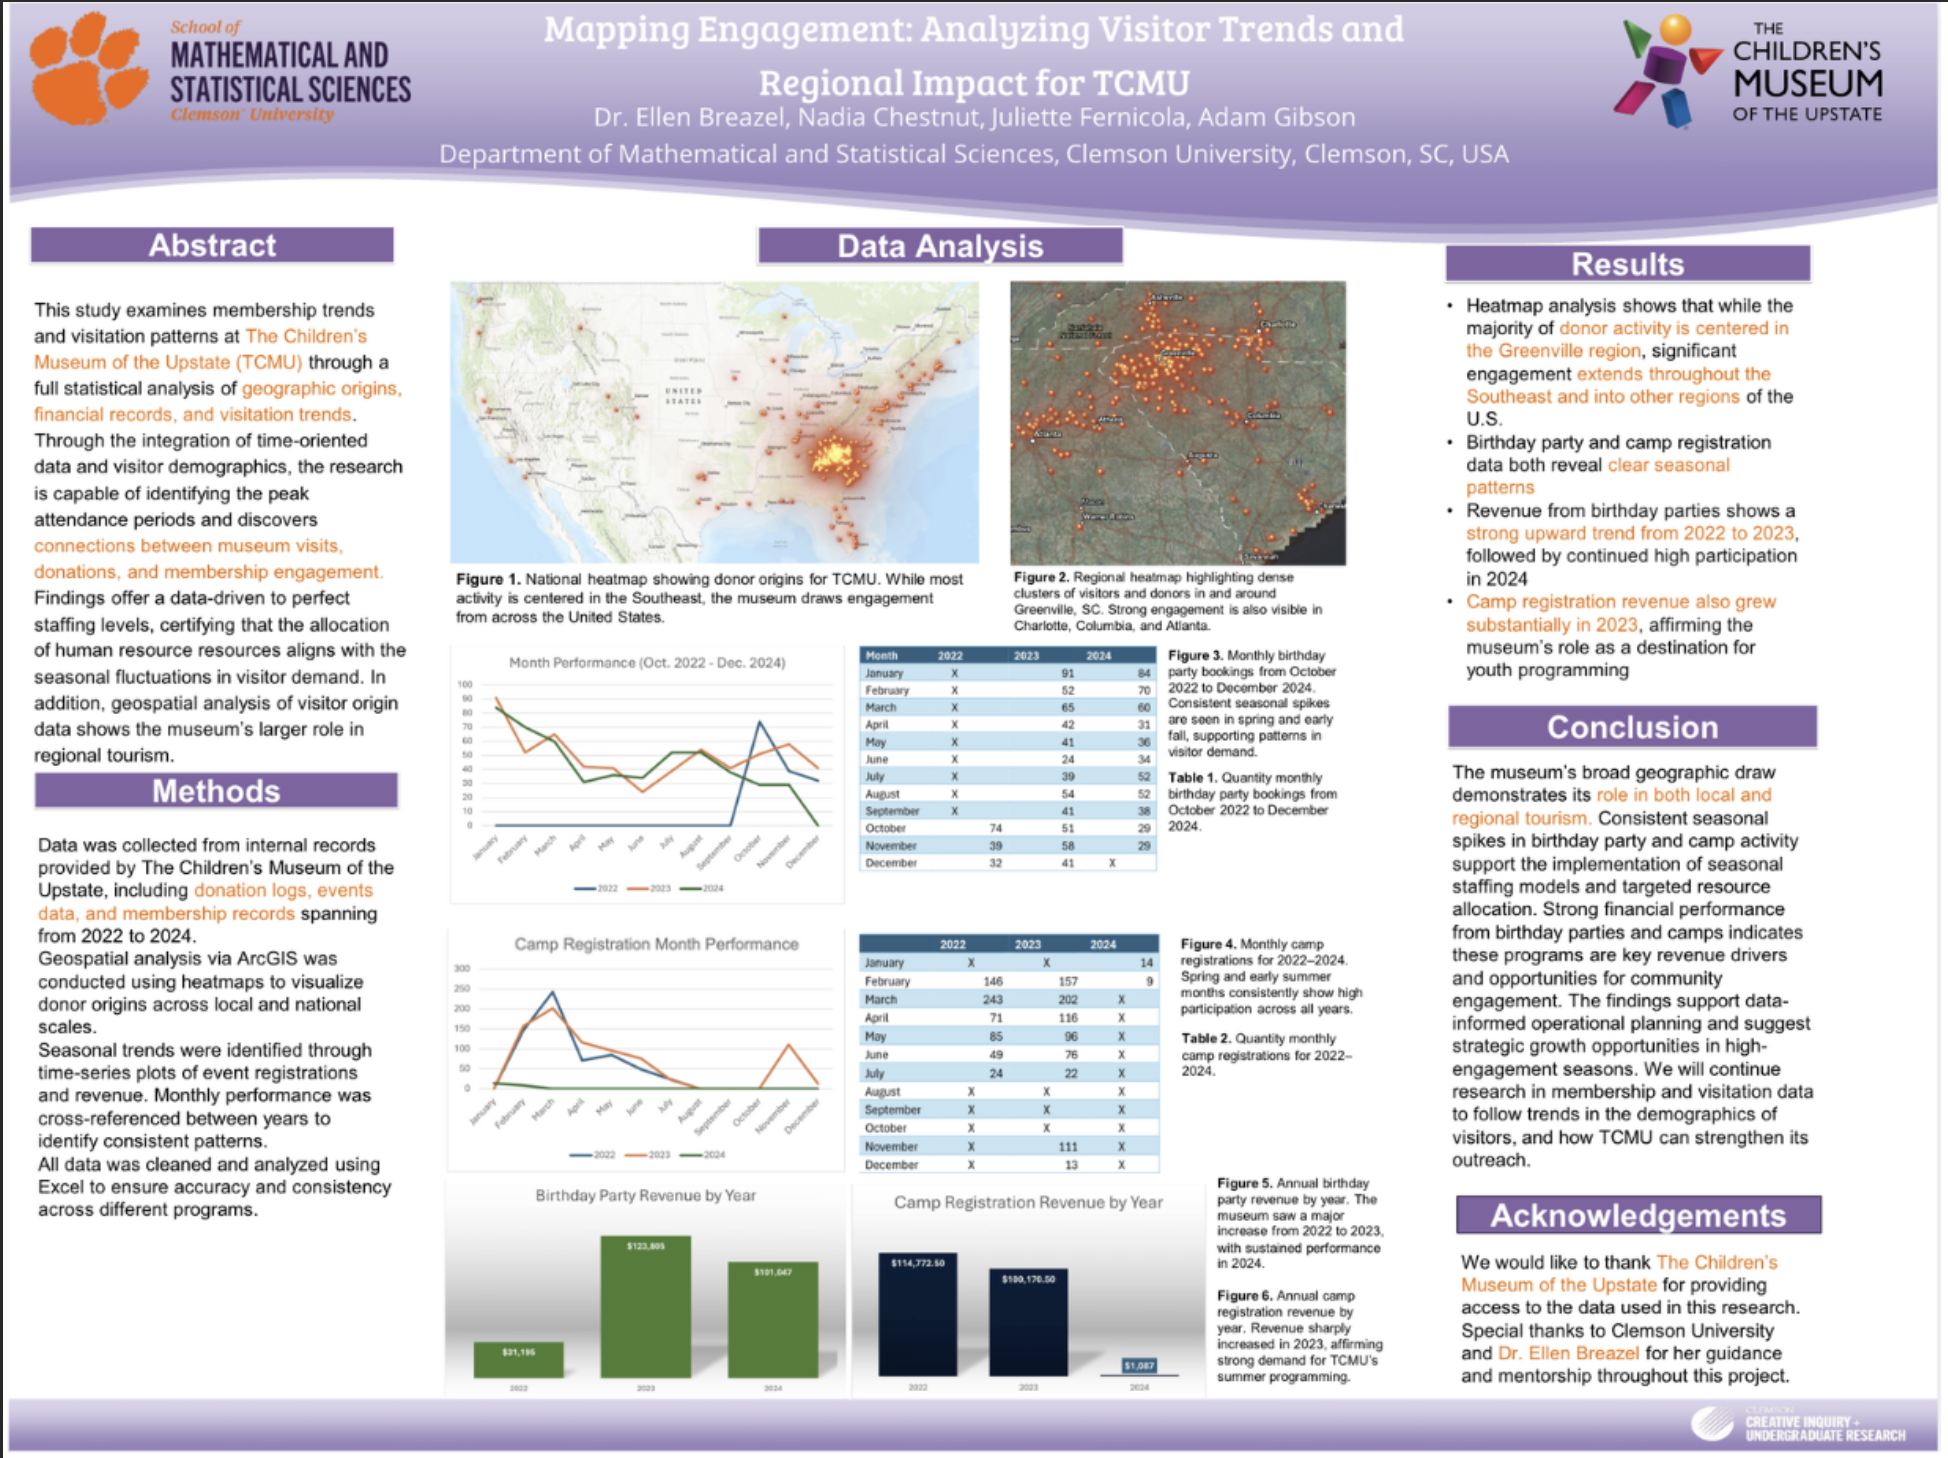 School of
MATHEMATICAL AND
STATISTICAL SCIENCES
Clemson® University
Mapping Engagement: Analyzing Visitor Trends and
Regional Impact for TCMU
Dr. Ellen Breazel, Nadia Chestnut, Juliette Fernicola, Adam Gibson
Department of Mathematical and Statistical Sciences, Clemson University, Clemson, SC, USA
THE
CHILDREN'S
MUSEUM
OF THE UPSTATE
Abstract
This study examines membership trends
and visitation patterns at The Children's
Museum of the Upstate (TCMU) through a
full statistical analysis of geographic origins,
financial records, and visitation trends.
Through the integration of time-oriented
data and visitor demographics, the research
is capable of identifying the peak
attendance periods and discovers
connections between museum visits,
donations, and membership engagement.
Findings offer a data-driven to perfect
staffing levels, certifying that the allocation
of human resource resources aligns with the
seasonal fluctuations in visitor demand. In
addition, geospatial analysis of visitor origin
data shows the museum's larger role in
regional tourism.
Methods
Data was collected from internal records
provided by The Children's Museum of the
Upstate, including donation logs, events
data, and membership records spanning
from 2022 to 2024.
Geospatial analysis via ArcGIS was
conducted using heatmaps to visualize
donor origins across local and national
scales.
Seasonal trends were identified through
time-series plots of event registrations
and revenue. Monthly performance was
cross-referenced between years to
identify consistent patterns.
All data was cleaned and analyzed using
Excel to ensure accuracy and consistency
across different programs.
Data Analysis
UNITED
STATES
Figure 1. National heatmap showing donor origins for TCMU. While most
activity is centered in the Southeast, the museum draws engagement
from across the United States.
Asheville
Charlotte
Greenville
Columbia
Athens
Atlanta
Augusta
Macon
Warner Robins
Savannah
Figure 2. Regional heatmap highlighting dense
clusters of visitors and donors in and around
Greenville, SC. Strong engagement is also visible in
Charlotte, Columbia, and Atlanta.
Month Performance (Oct. 2022 - Dec. 2024)
100
90
80
70
60
50
40
30
20
10
0
January February March April May June July August September October November December
2022 2023 2024
Month 2022 2023 2024
January X 91 84
February X 52 70
March X 65 60
April X 42 31
May X 41 36
June X 24 34
July X 39 52
August X 54 52
September X 41 38
October 74 51 29
November 39 58 29
December 32 41 X
Figure 3. Monthly birthday
party bookings from October
2022 to December 2024.
Consistent seasonal spikes
are seen in spring and early
fall, supporting patterns in
visitor demand.
Table 1. Quantity monthly
birthday party bookings from
October 2022 to December
2024.
Camp Registration Month Performance
300
250
200
150
100
50
0
January February March April May June July August September October November December
2022 2023 2024
2022 2023 2024
January X X 14
February 146 157 9
March 243 202 X
April 71 116 X
May 85 96 X
June 49 76 X
July 24 22 X
August X X X
September X X X
October X X X
November X 111 X
December X 13 X
Figure 4. Monthly camp
registrations for 2022–2024.
Spring and early summer
months consistently show high
participation across all years.
Table 2. Quantity monthly
camp registrations for 2022–
2024.
Birthday Party Revenue by Year
$123,805
$101,047
2022 2023 2024
Camp Registration Revenue by Year
$114,772.50
$100,170.50
$1,087
2022 2023 2024
Figure 5. Annual birthday
party revenue by year. The
museum saw a major
increase from 2022 to 2023,
with sustained performance
in 2024.
Figure 6. Annual camp
registration revenue by
year. Revenue sharply
increased in 2023, affirming
strong demand for TCMU's
summer programming.
Results
• Heatmap analysis shows that while the
majority of donor activity is centered in
the Greenville region, significant
engagement extends throughout the
Southeast and into other regions of the
U.S.
• Birthday party and camp registration
data both reveal clear seasonal
patterns
• Revenue from birthday parties shows a
strong upward trend from 2022 to 2023,
followed by continued high participation
in 2024
• Camp registration revenue also grew
substantially in 2023, affirming the
museum's role as a destination for
youth programming
Conclusion
The museum's broad geographic draw
demonstrates its role in both local and
regional tourism. Consistent seasonal
spikes in birthday party and camp activity
support the implementation of seasonal
staffing models and targeted resource
allocation. Strong financial performance
from birthday parties and camps indicates
these programs are key revenue drivers
and opportunities for community
engagement. The findings support data-
informed operational planning and suggest
strategic growth opportunities in high-
engagement seasons. We will continue
research in membership and visitation data
to follow trends in the demographics of
visitors, and how TCMU can strengthen its
outreach.
Acknowledgements
We would like to thank The Children's
Museum of the Upstate for providing
access to the data used in this research.
Special thanks to Clemson University
and Dr. Ellen Breazel for her guidance
and mentorship throughout this project.
CLEMSON
CREATIVE INQUIRY +
UNDERGRADUATE RESEARCH